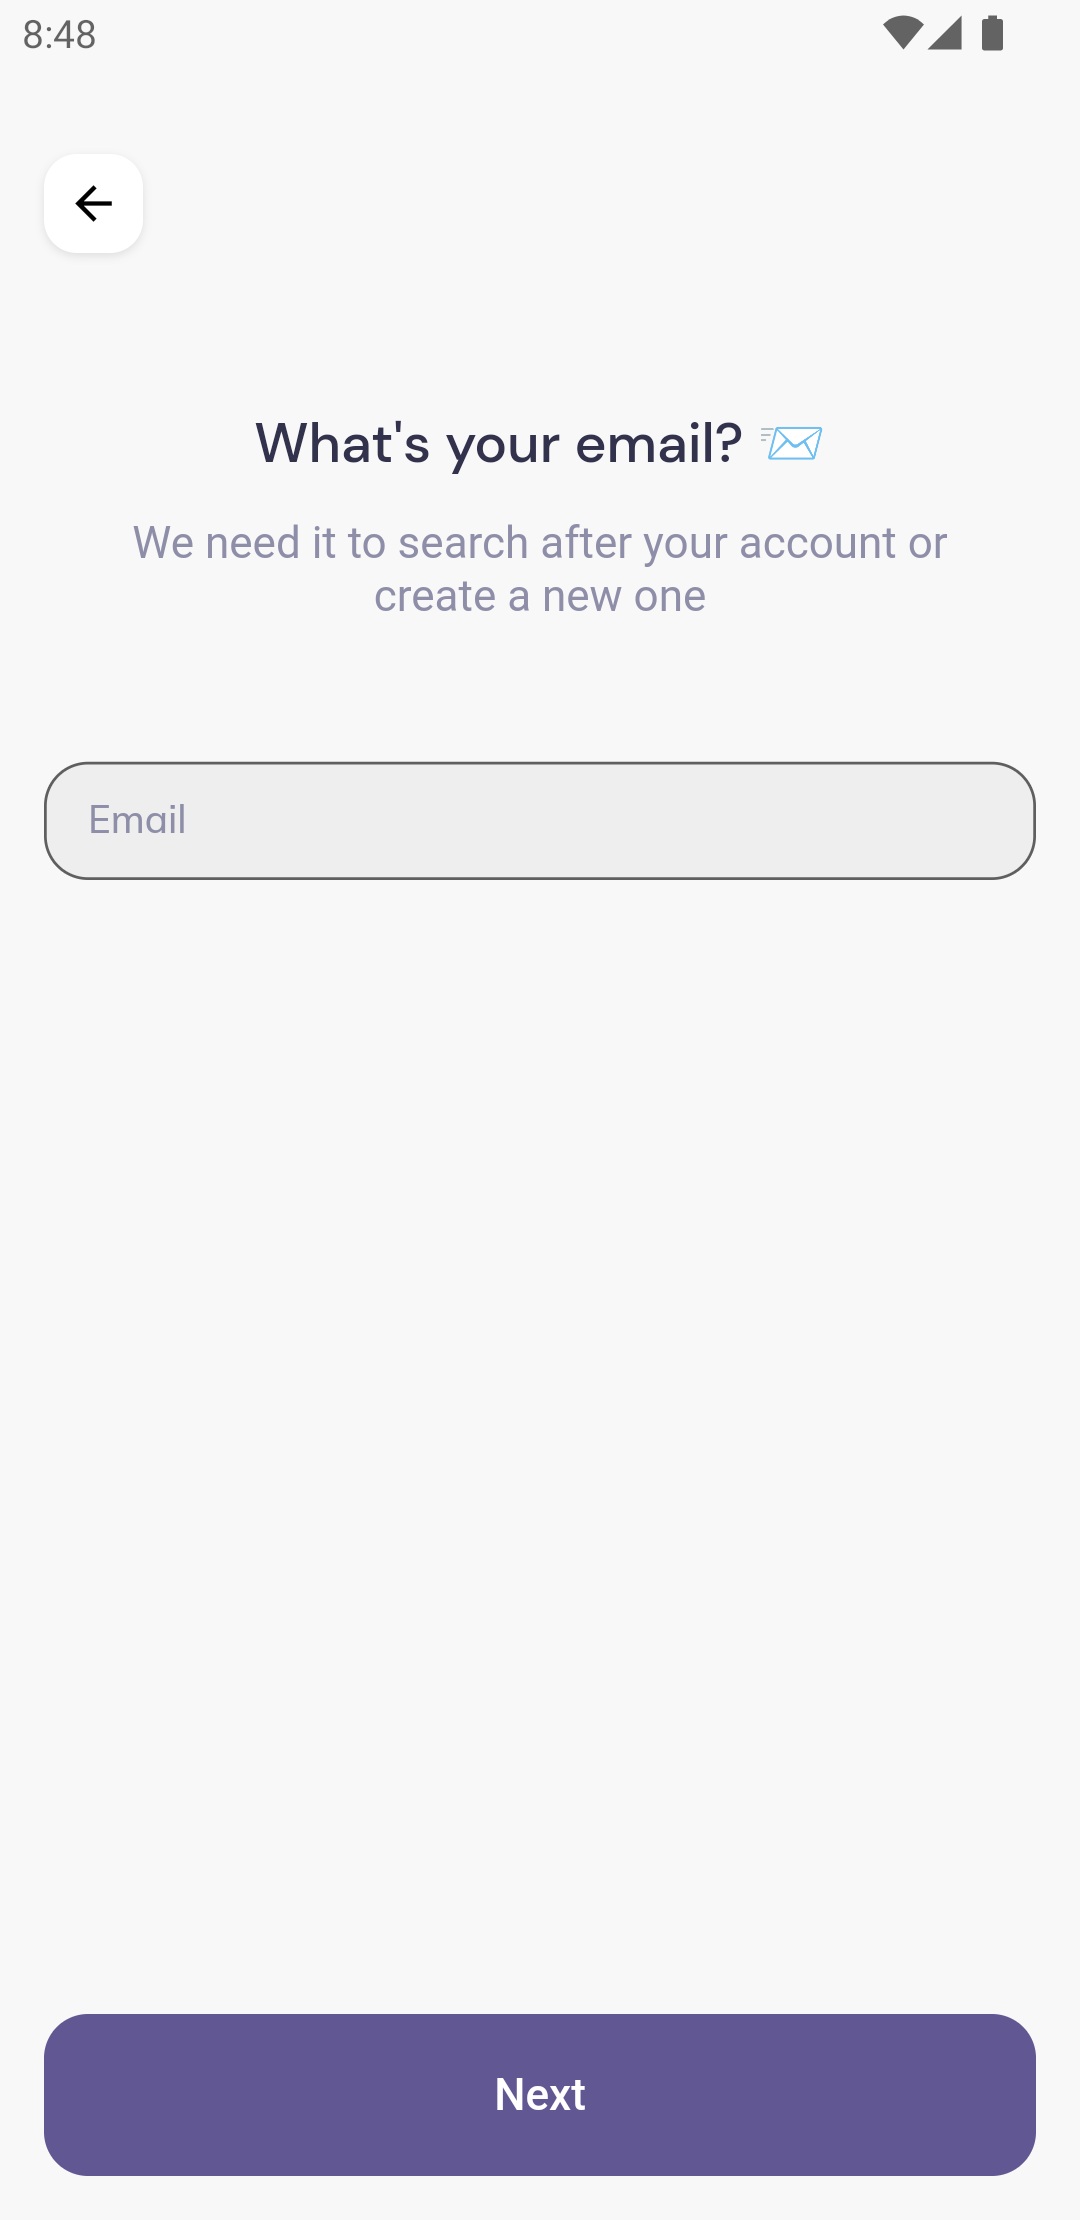 8:48
What's your email? 📨
We need it to search after your account or
create a new one
Email
Next